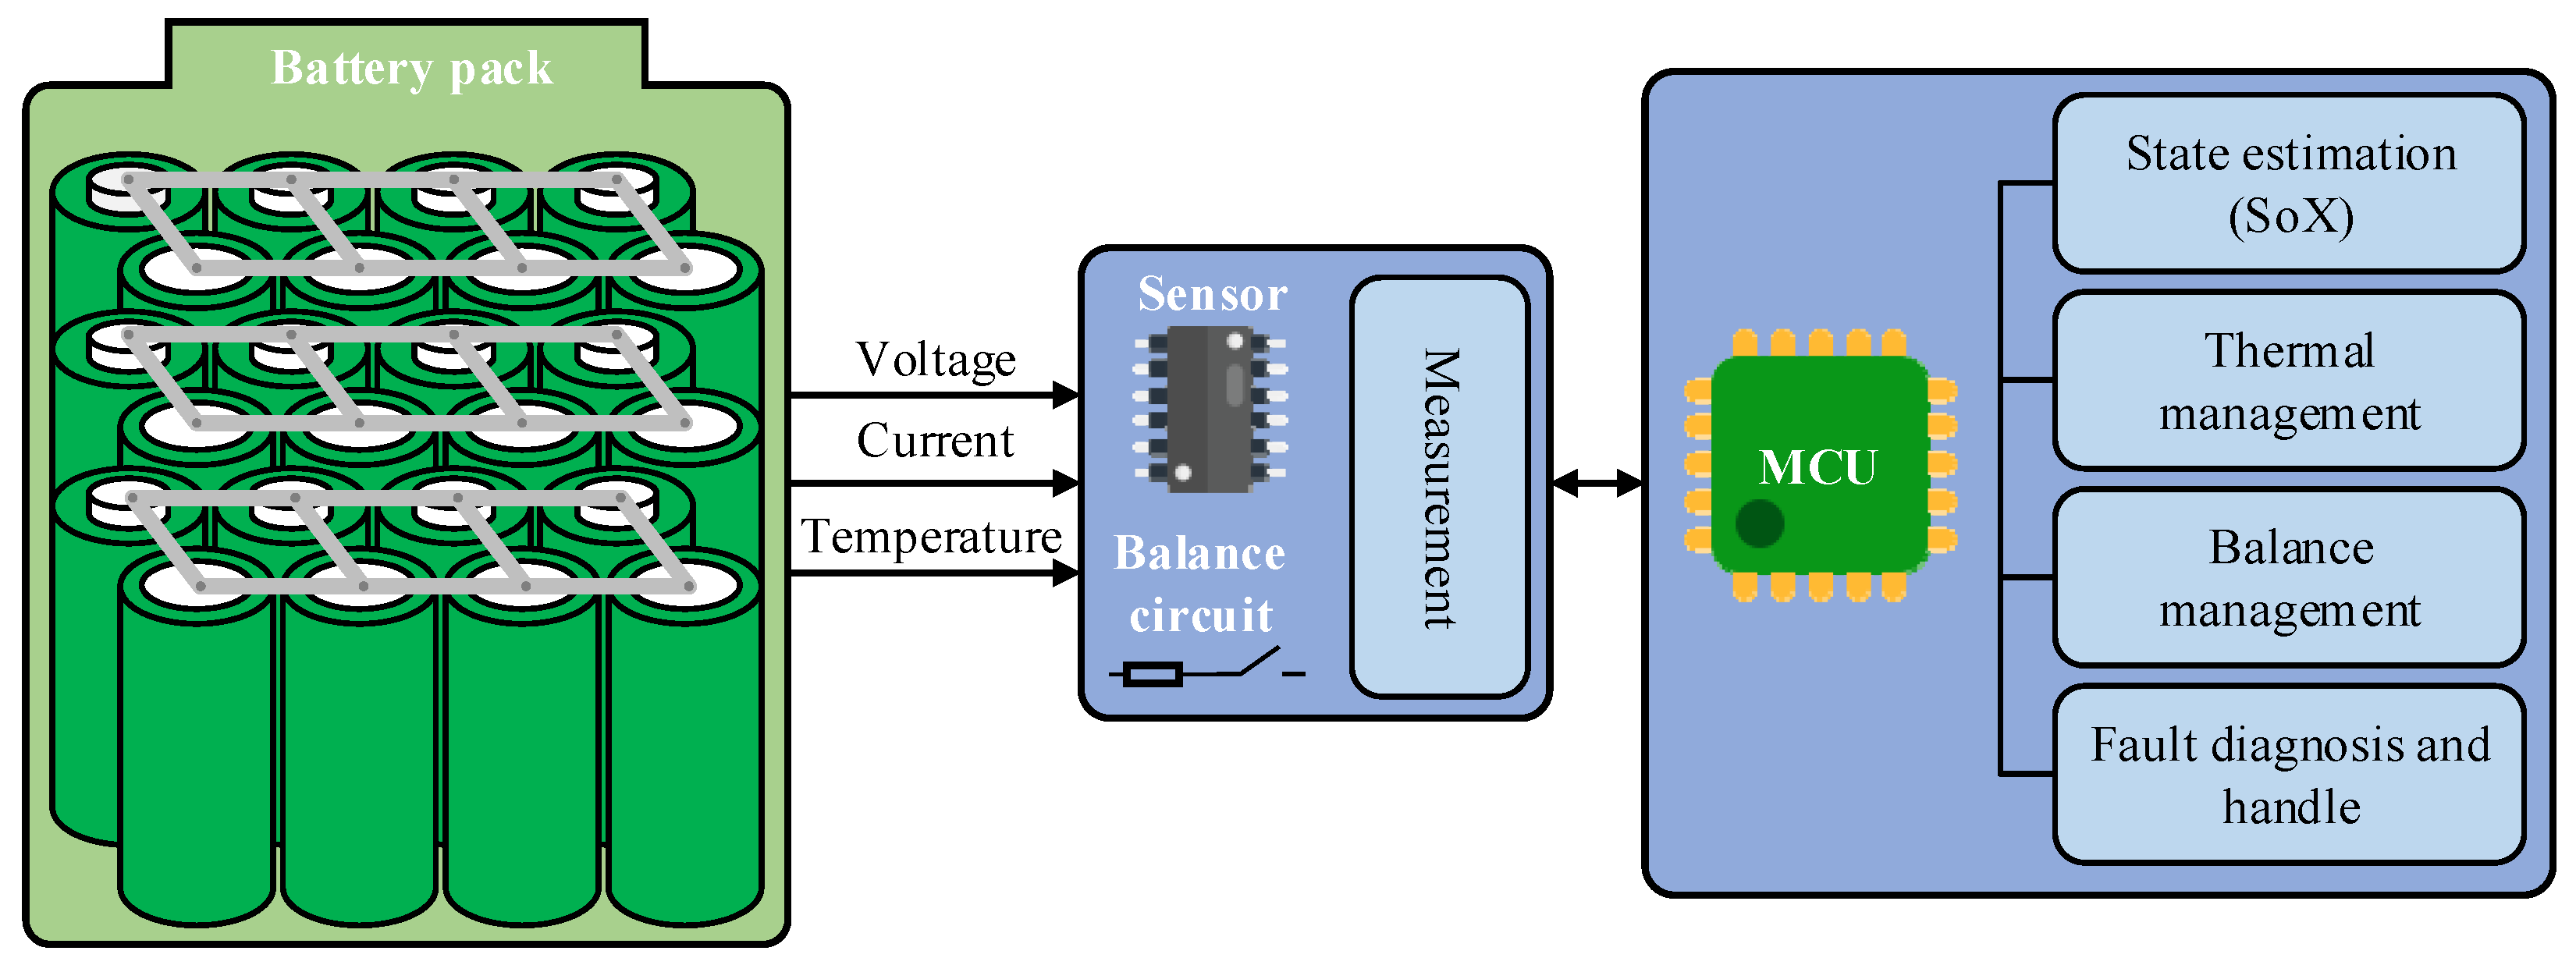 Battery pack
Voltage
Current
Temperature
Sensor
Balance
circuit
Measurement
MCU
State estimation
(SoX)
Thermal
management
Balance
management
Fault diagnosis and
handle